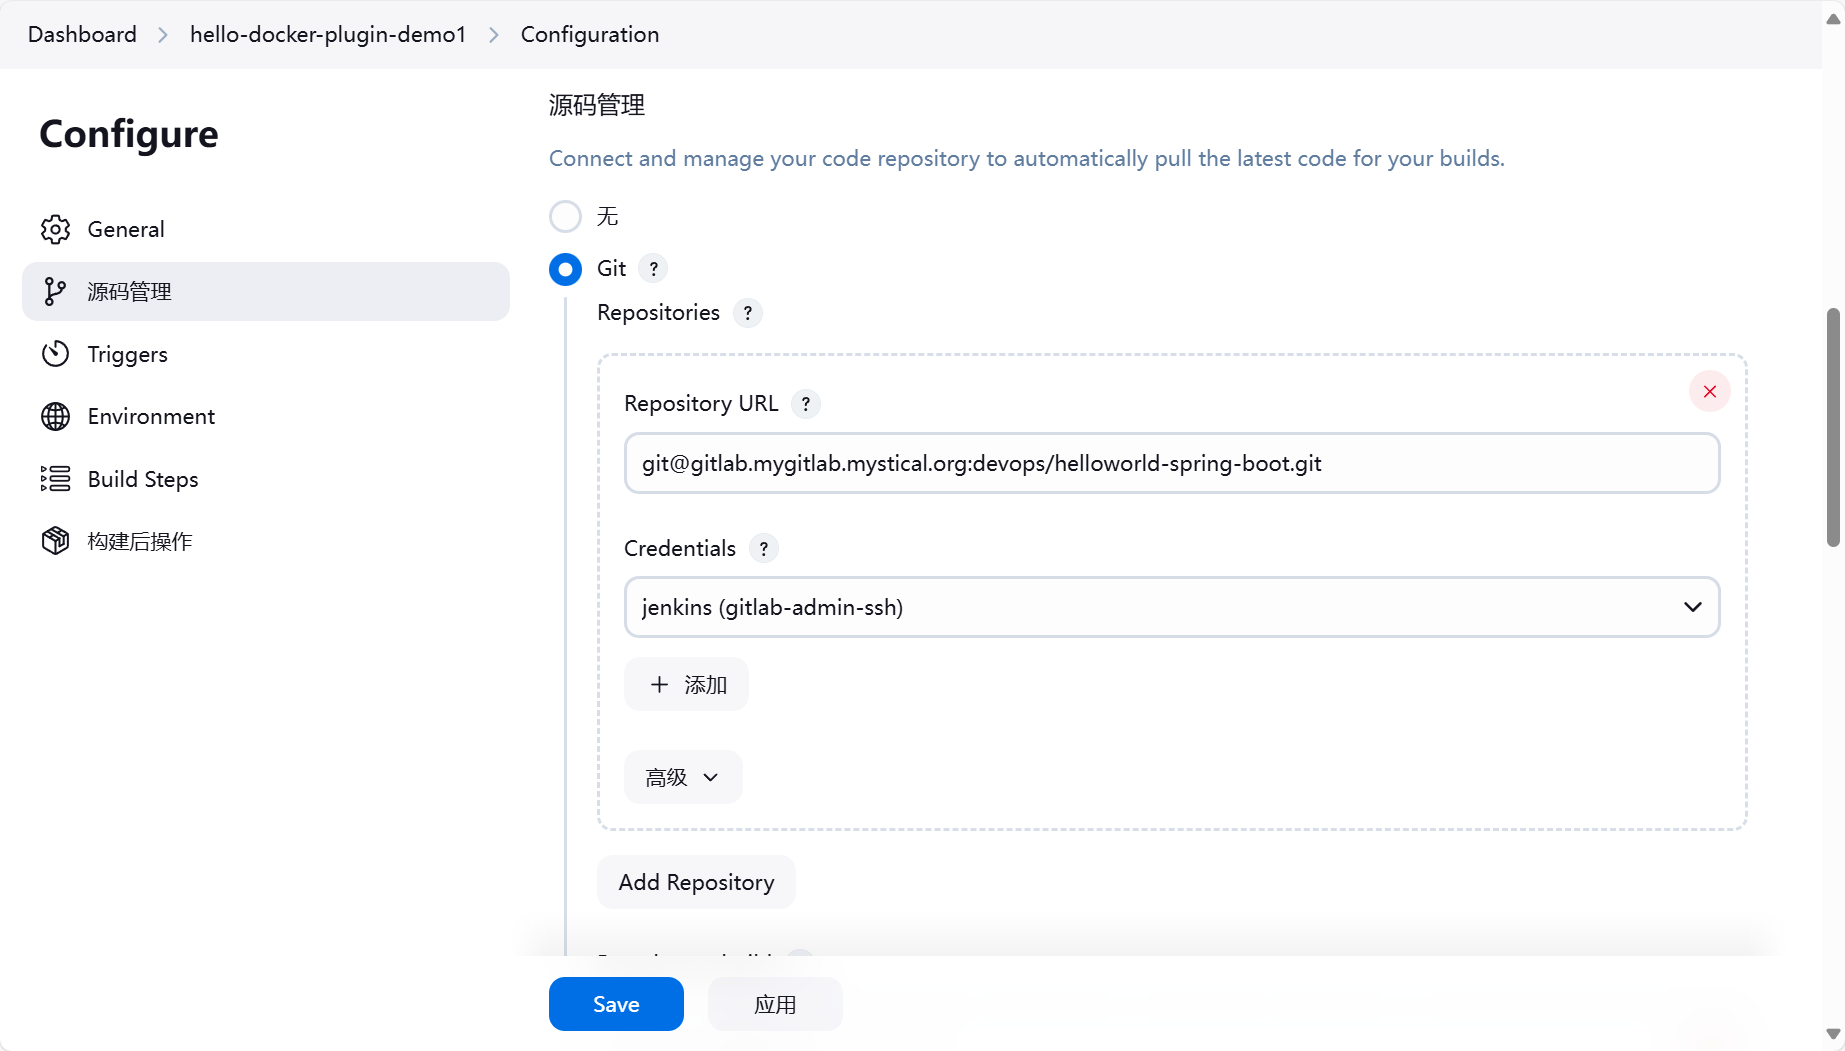 Dashboard > hello-docker-plugin-demo1 > Configuration
Configure
General
源码管理
Triggers
Environment
Build Steps
构建后操作
源码管理
Connect and manage your code repository to automatically pull the latest code for your builds.
无
Git ?
Repositories ?
Repository URL ?
git@gitlab.mygitlab.mystical.org:devops/helloworld-spring-boot.git
Credentials ?
jenkins (gitlab-admin-ssh)
+ 添加
高级
Add Repository
Save
应用